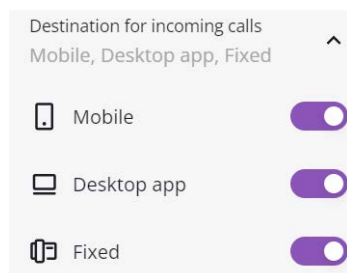 Destination for incoming calls
Mobile, Desktop app, Fixed
Mobile
Desktop app
Fixed